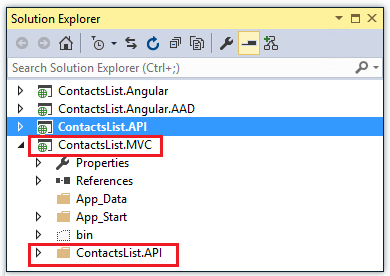 Solution Explorer
Search Solution Explorer (Ctrl+;)
ContactsList.Angular
ContactsList.Angular.AAD
ContactsList.API
ContactsList.MVC
Properties
References
App_Data
App_Start
bin
ContactsList.API